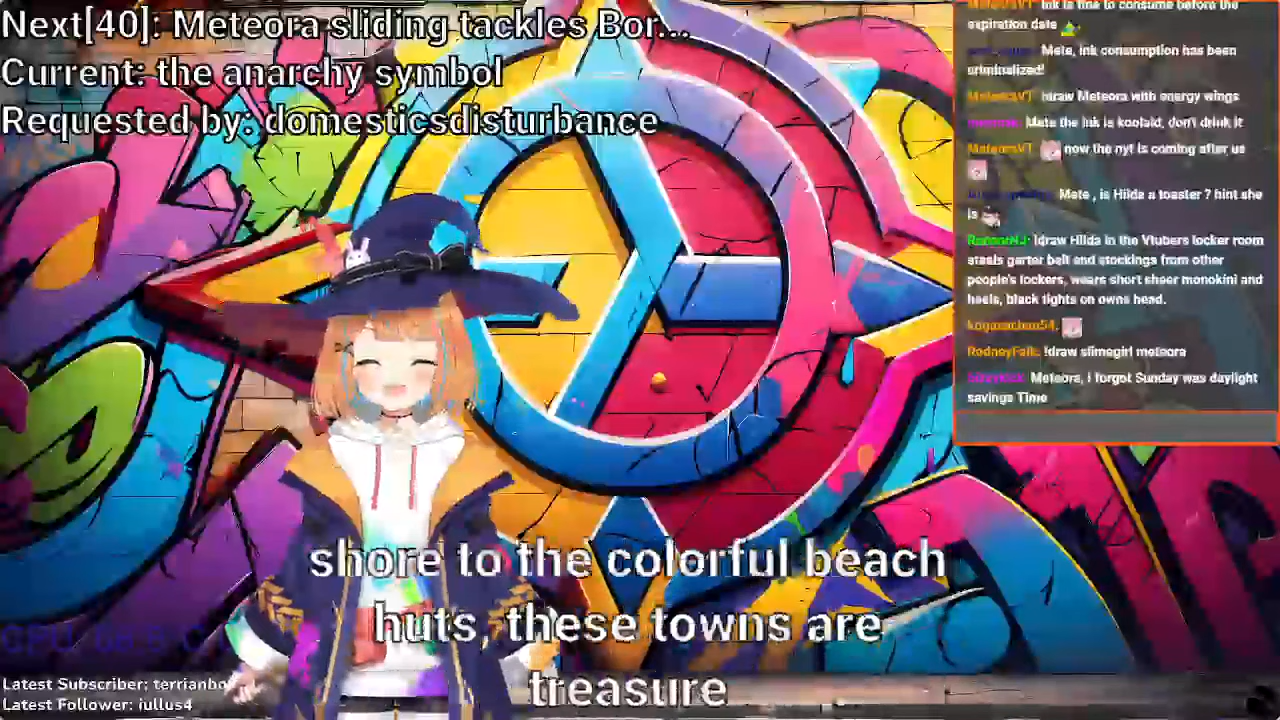 Next[40]: Meteora sliding tackles Bor...
Current: the anarchy symbol
Requested by: domesticsdisturbance
MeteoraVT: Ink is fine to consume before the
expiration date
Mete, ink consumption has been
criminalized!
MeteoraVT: !draw Meteora with energy wings
Mate the ink is koolaid, don't drink it
MeteoraVT: now the nyt is coming after us
Mete , is Hilda a toaster ? hint she
is
!draw Hilda in the Vtubers locker room
steals garter belt and stockings from other
people's lockers, wears short sheer monokini and
heels, black tights on owns head.
RodneyFalk: !draw slimegirl meteora
Meteora, i forgot Sunday was daylight
savings Time
shore to the colorful beach
huts, these towns are
treasure
Latest Subscriber: terrianbo
Latest Follower: iullus4